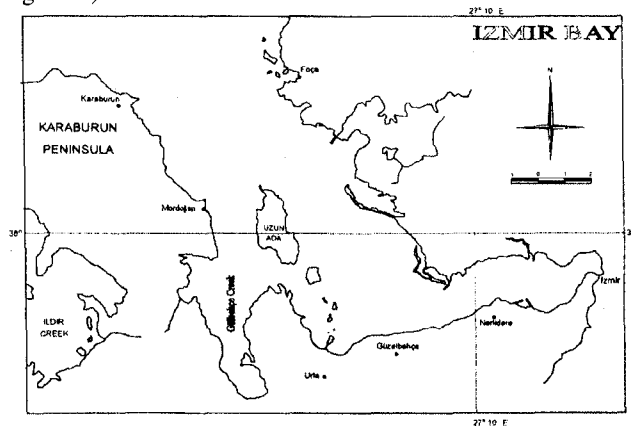 27° 10 E
IZMIR BAY
N
Foça
Karaburun
KARABURUN
PENINSULA
Mordoğan
38°
UZUN
ADA
Gülbahçe Creek
İzmir
ILDIR
CREEK
Narlıdere
Güzelbahçe
Urla
27° 10 E